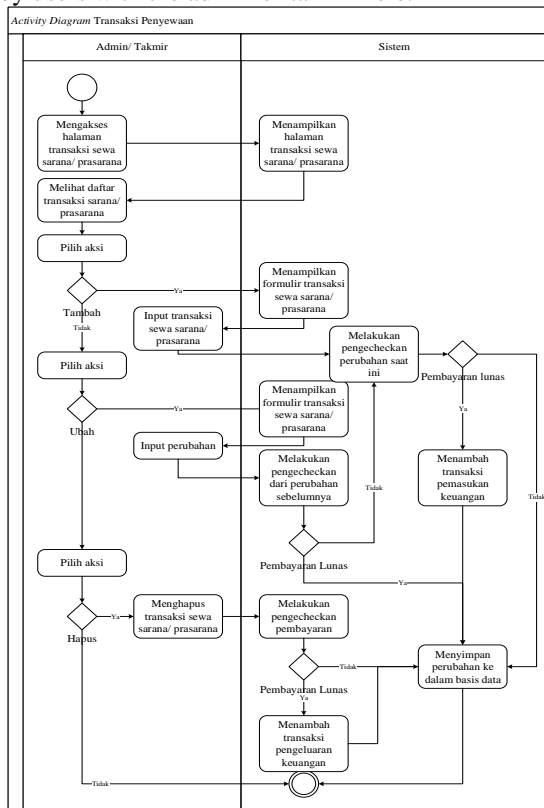 Activity Diagram Transaksi Penyewaan
Admin/ Takmir
Sistem
Mengakses
halaman
transaksi sewa
sarana/ prasarana
Menampilkan
halaman
transaksi sewa
sarana/ prasarana
Melihat daftar
transaksi sarana/
prasarana
Pilih aksi
Tambah
Ya
Tidak
Menampilkan
formulir transaksi
sewa sarana/
prasarana
Input transaksi
sewa sarana/
prasarana
Melakukan
pengecheckan
perubahan saat
ini
Pembayaran lunas
Ya
Tidak
Pilih aksi
Ubah
Ya
Menampilkan
formulir transaksi
sewa sarana/
prasarana
Input perubahan
Melakukan
pengecheckan
dari perubahan
sebelumnya
Tidak
Menambah
transaksi
pemasukan
keuangan
Pembayaran Lunas
Ya
Pilih aksi
Hapus
Ya
Menghapus
transaksi sewa
sarana/ prasarana
Melakukan
pengecheckan
pembayaran
Pembayaran Lunas
Tidak
Ya
Menyimpan
perubahan ke
dalam basis data
Menambah
transaksi
pengeluaran
keuangan
Tidak